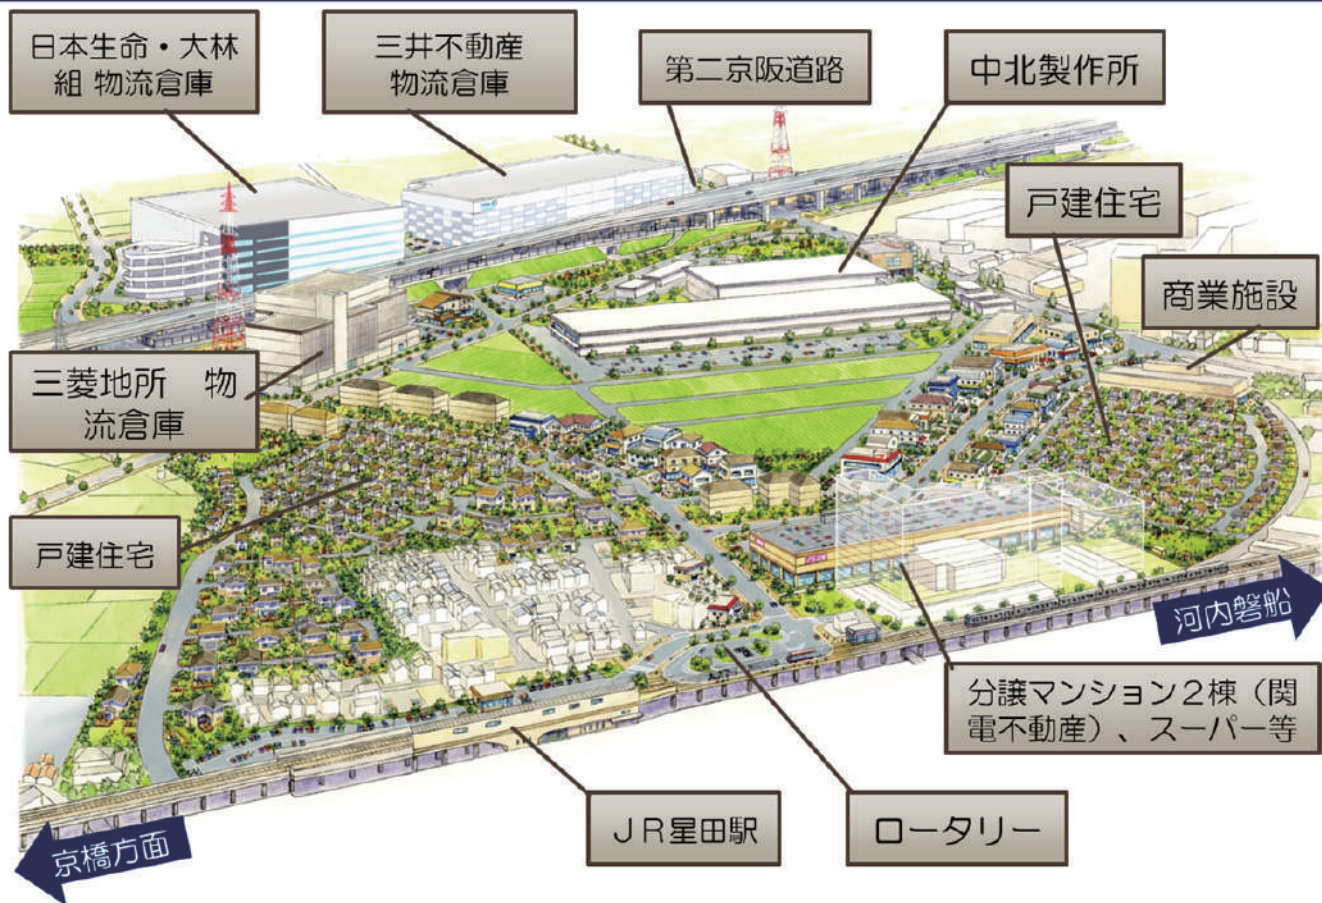 日本生命・大林
組 物流倉庫
三井不動産
物流倉庫
第二京阪道路
中北製作所
戸建住宅
商業施設
三菱地所　物
流倉庫
戸建住宅
河内磐船
分譲マンション２棟（関
電不動産）、スーパー等
ＪＲ星田駅
ロータリー
京橋方面